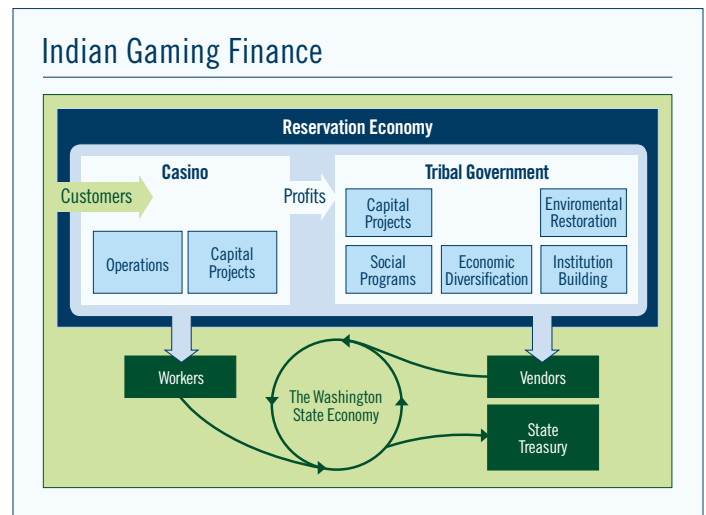 Indian Gaming Finance
Reservation Economy
Casino
Customers
Operations
Capital
Projects
Profits
Tribal Government
Capital
Projects
Enviromental
Restoration
Social
Programs
Economic
Diversification
Institution
Building
Workers
The Washington
State Economy
Vendors
State
Treasury